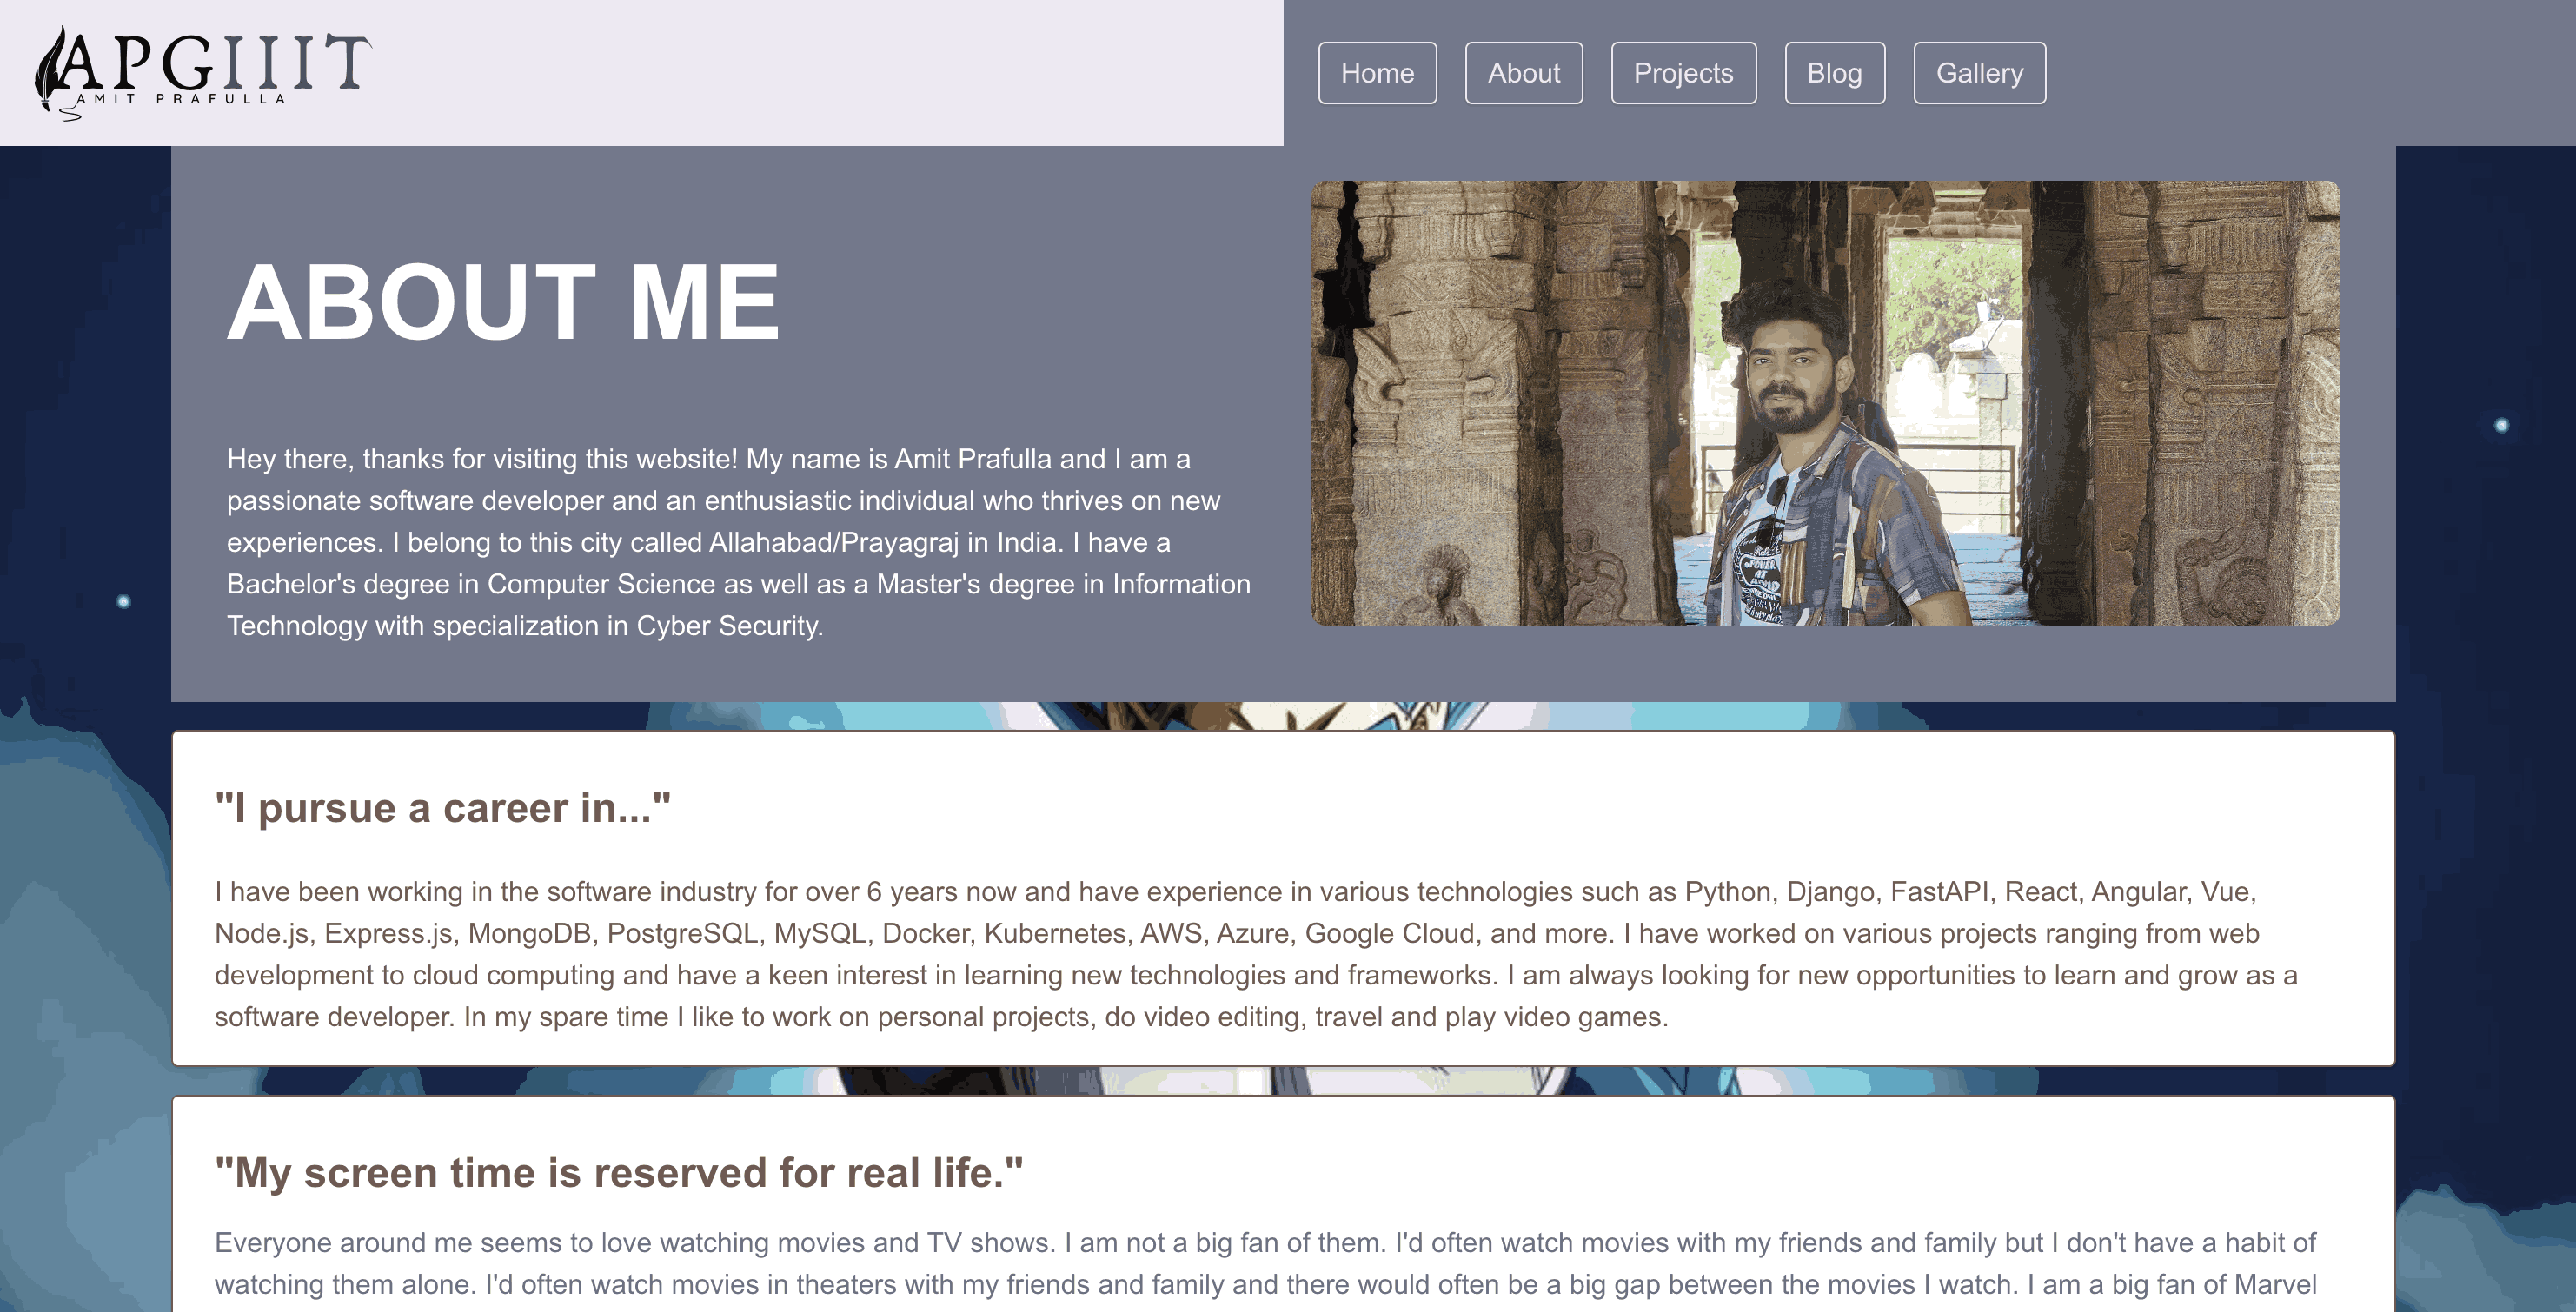 APGIIIT
AMIT PRAFULLA
Home About Projects Blog Gallery
ABOUT ME
Hey there, thanks for visiting this website! My name is Amit Prafulla and I am a
passionate software developer and an enthusiastic individual who thrives on new
experiences. I belong to this city called Allahabad/Prayagraj in India. I have a
Bachelor's degree in Computer Science as well as a Master's degree in Information
Technology with specialization in Cyber Security.
POWER
AT
"I pursue a career in..."
I have been working in the software industry for over 6 years now and have experience in various technologies such as Python, Django, FastAPI, React, Angular, Vue,
Node.js, Express.js, MongoDB, PostgreSQL, MySQL, Docker, Kubernetes, AWS, Azure, Google Cloud, and more. I have worked on various projects ranging from web
development to cloud computing and have a keen interest in learning new technologies and frameworks. I am always looking for new opportunities to learn and grow as a
software developer. In my spare time I like to work on personal projects, do video editing, travel and play video games.
"My screen time is reserved for real life."
Everyone around me seems to love watching movies and TV shows. I am not a big fan of them. I'd often watch movies with my friends and family but I don't have a habit of
watching them alone. I'd often watch movies in theaters with my friends and family and there would often be a big gap between the movies I watch. I am a big fan of Marvel